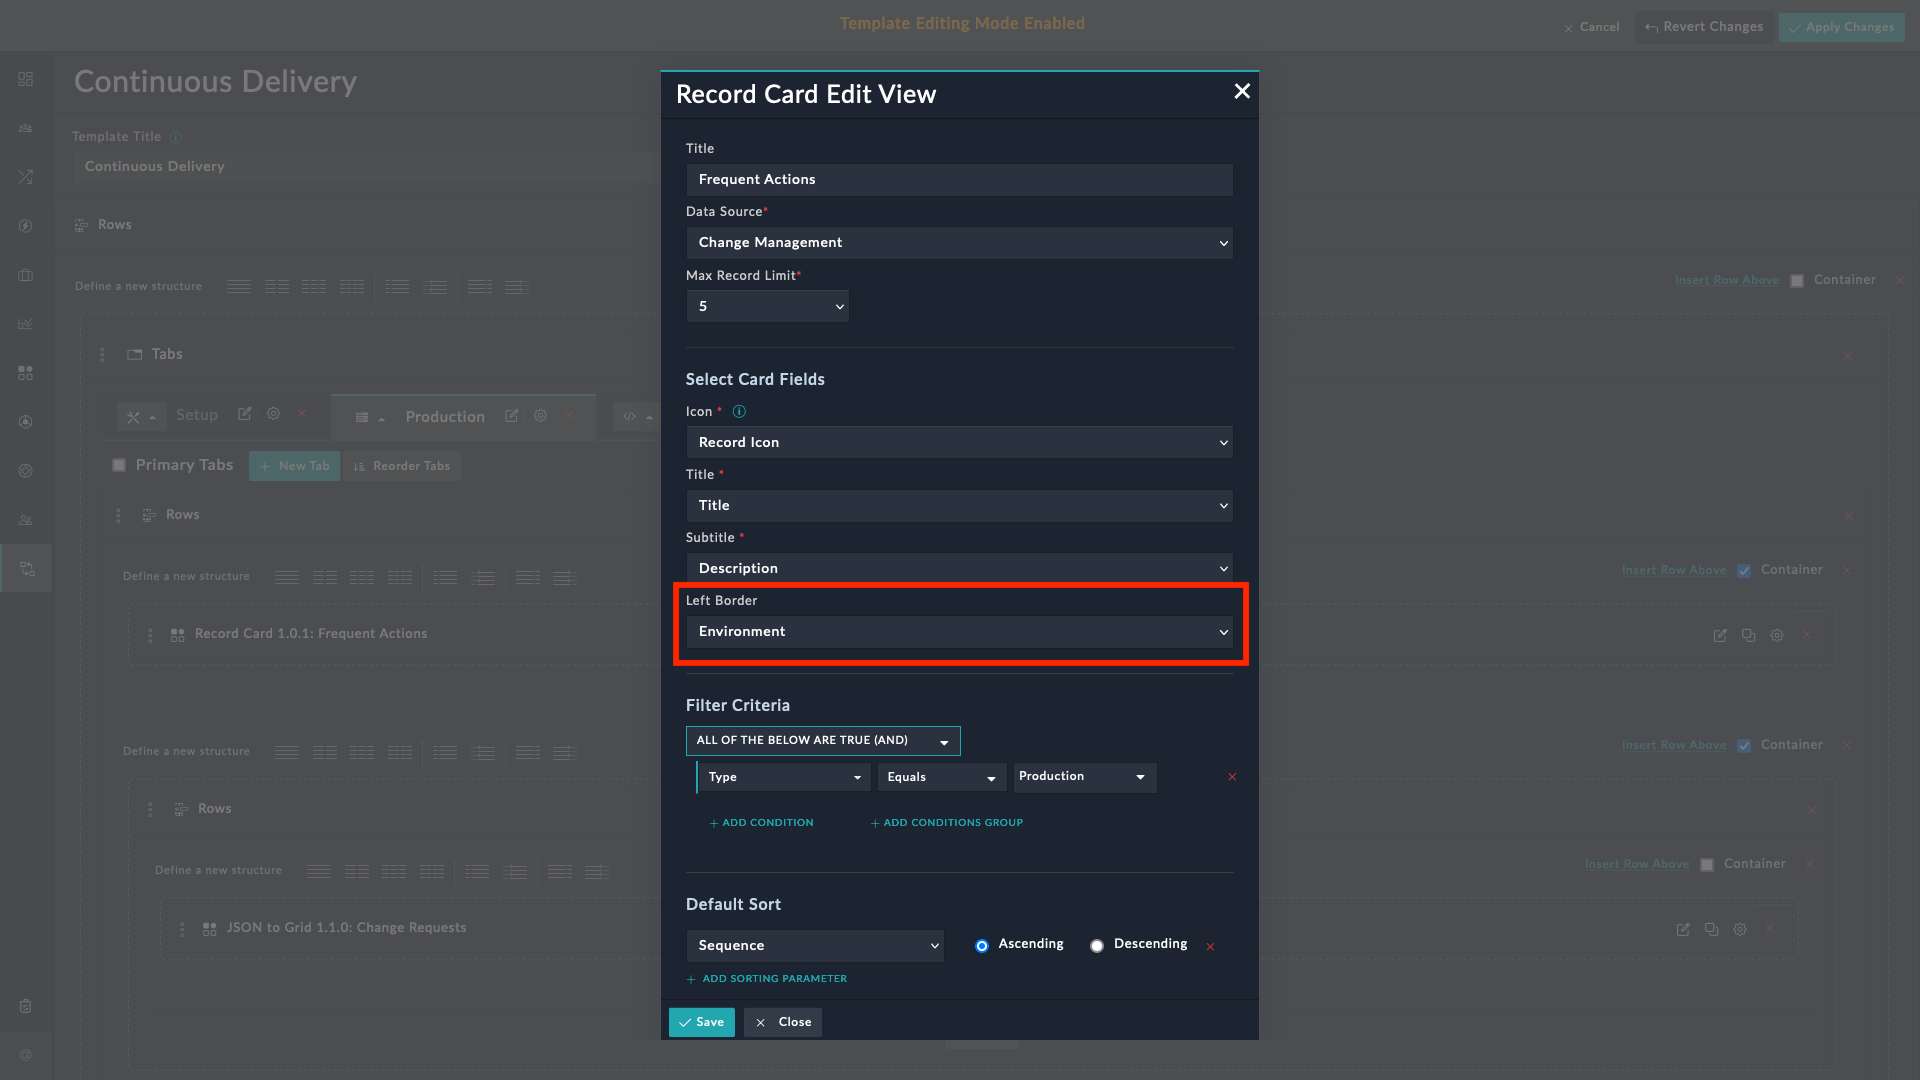 Template Editing Mode Enabled
Cancel
Revert Changes
Apply Changes
Continuous Delivery
Template Title
Continuous Delivery
Rows
Define a new structure
Insert Row Above
Container
Tabs
Setup
Production
Primary Tabs
New Tab
Reorder Tabs
Rows
Define a new structure
Insert Row Above
Container
Record Card 1.0.1: Frequent Actions
Define a new structure
Insert Row Above
Container
Rows
Define a new structure
Insert Row Above
Container
JSON to Grid 1.1.0: Change Requests
Record Card Edit View
Title
Frequent Actions
Data Source*
Change Management
Max Record Limit*
5
Select Card Fields
Icon *
Record Icon
Title *
Title
Subtitle *
Description
Left Border
Environment
Filter Criteria
ALL OF THE BELOW ARE TRUE (AND)
Type
Equals
Production
+ ADD CONDITION
+ ADD CONDITIONS GROUP
Default Sort
Sequence
Ascending
Descending
+ ADD SORTING PARAMETER
Save
Close